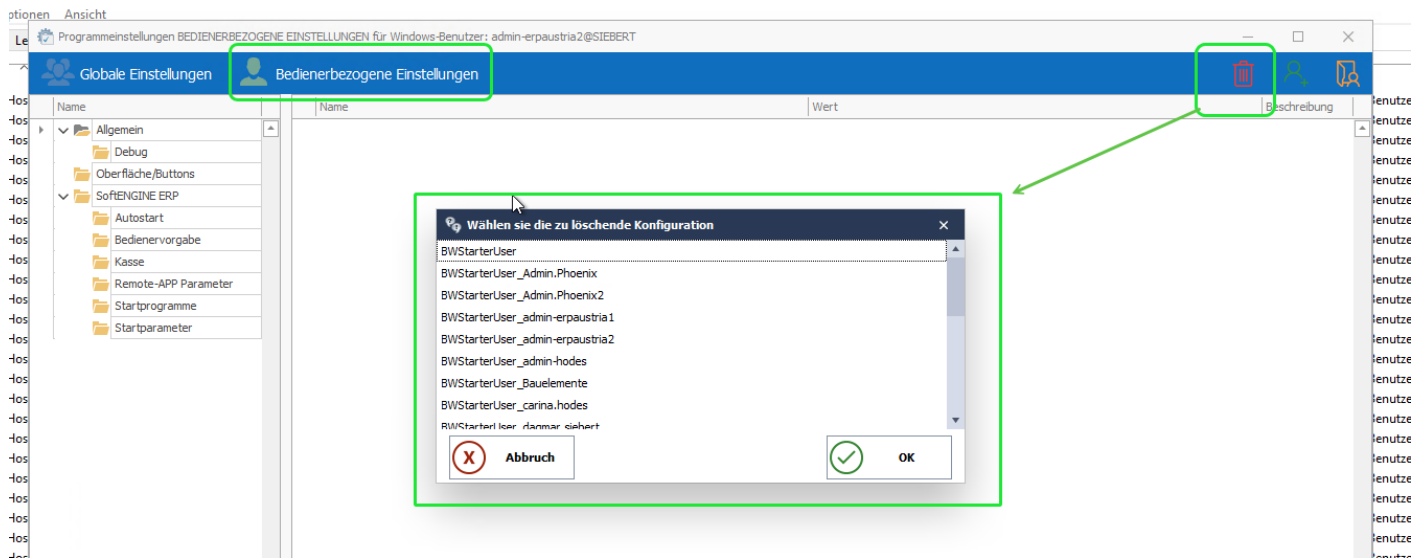 Ansicht
Programmeinstellungen BEDIENERBEZOGENE EINSTELLUNGEN für Windows-Benutzer: admin-erpaustria2@SIEBERT
Le
Globale Einstellungen
Bedienerbezogene Einstellungen
Name
Name
Wert
Beschreibung
Allgemein
Debug
Oberfläche/Buttons
SoftENGINE ERP
Autostart
Bedienervorgabe
Kasse
Remote-APP Parameter
Startprogramme
Startparameter
Wählen sie die zu löschende Konfiguration
BWStarterUser
BWStarterUser_Admin.Phoenix
BWStarterUser_Admin.Phoenix2
BWStarterUser_admin-erpaustria1
BWStarterUser_admin-erpaustria2
BWStarterUser_admin-hodes
BWStarterUser_Bauelemente
BWStarterUser_carina.hodes
BWStarterUser_dagmar.siebert
X Abbruch
OK